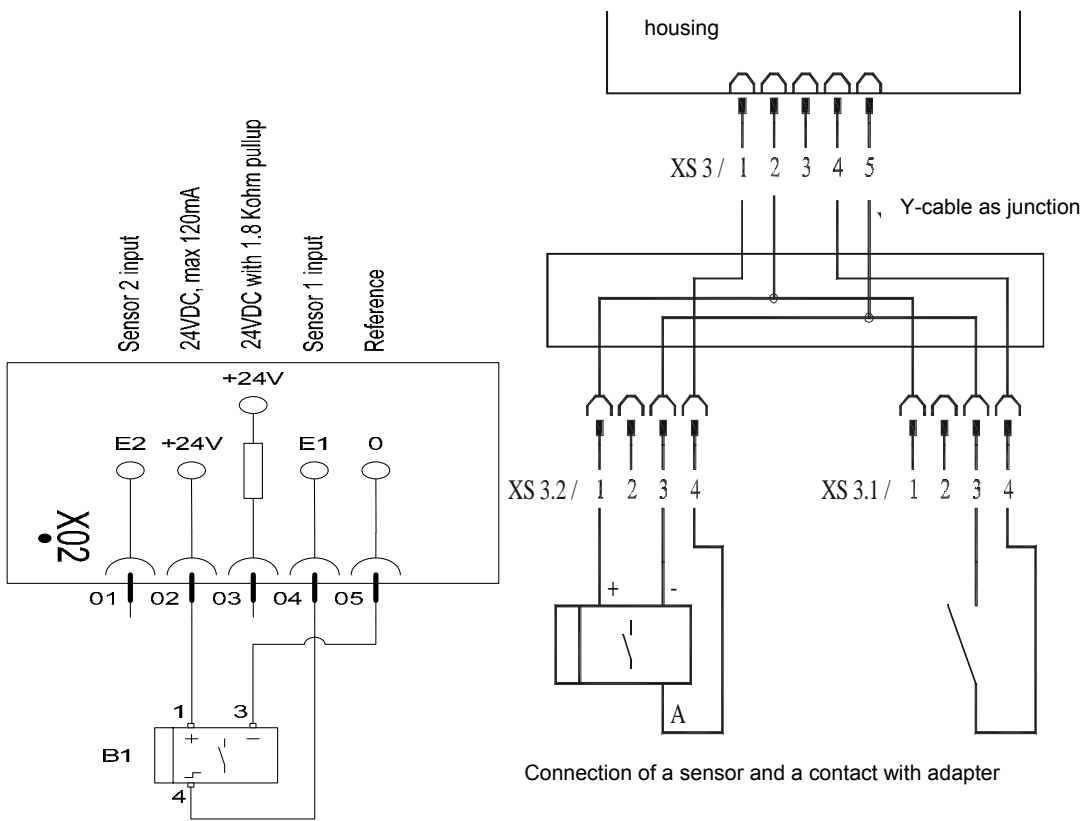 housing
XS 3 / 1 2 3 4 5
Y-cable as junction
Sensor 2 input
24VDC, max 120mA
24VDC with 1.8 Kohm pullup
Sensor 1 input
Reference
+24V
E2 +24V E1 0
X02
01 02 03 04 05
1 3
B1 + −
4
XS 3.2 / 1 2 3 4
XS 3.1 / 1 2 3 4
+ -
A
Connection of a sensor and a contact with adapter